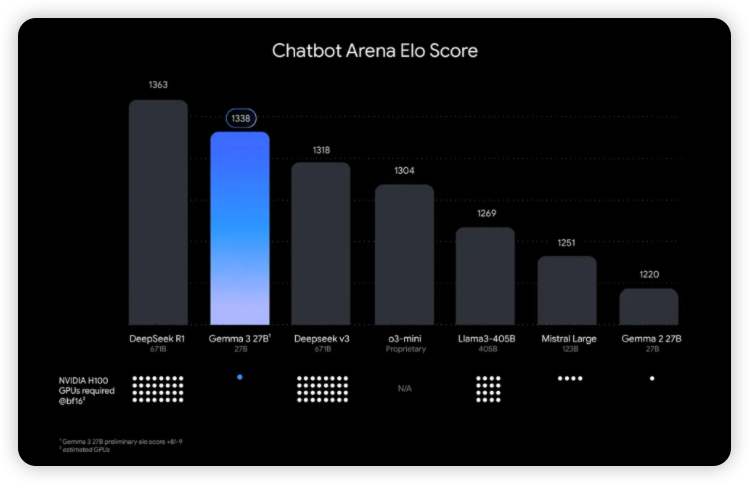 Chatbot Arena Elo Score
1363
1338
1318
1304
1269
1251
1220
DeepSeek R1
671B
Gemma 3 27B¹
27B
Deepseek v3
671B
o3-mini
Proprietary
Llama3-405B
405B
Mistral Large
123B
Gemma 2 27B
27B
NVIDIA H100
GPUs required
@bf16²
N/A
¹ Gemma 3 27B preliminary elo score +8/-9
² estimated GPUs